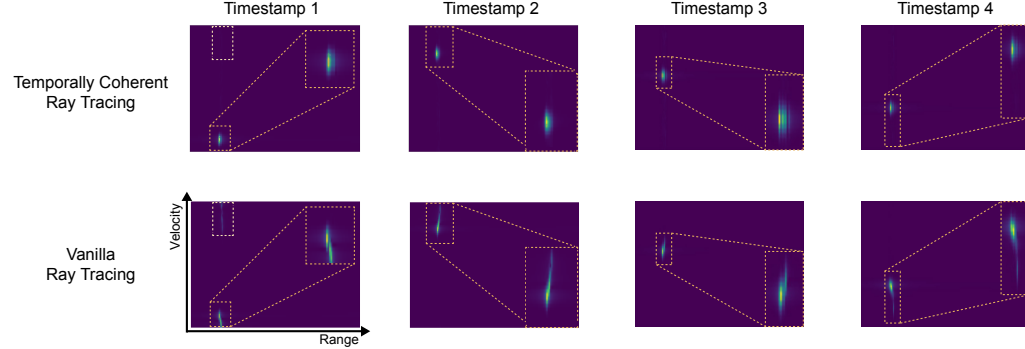 Timestamp 1
Timestamp 2
Timestamp 3
Timestamp 4
Temporally Coherent
Ray Tracing
Vanilla
Ray Tracing
Velocity
Range